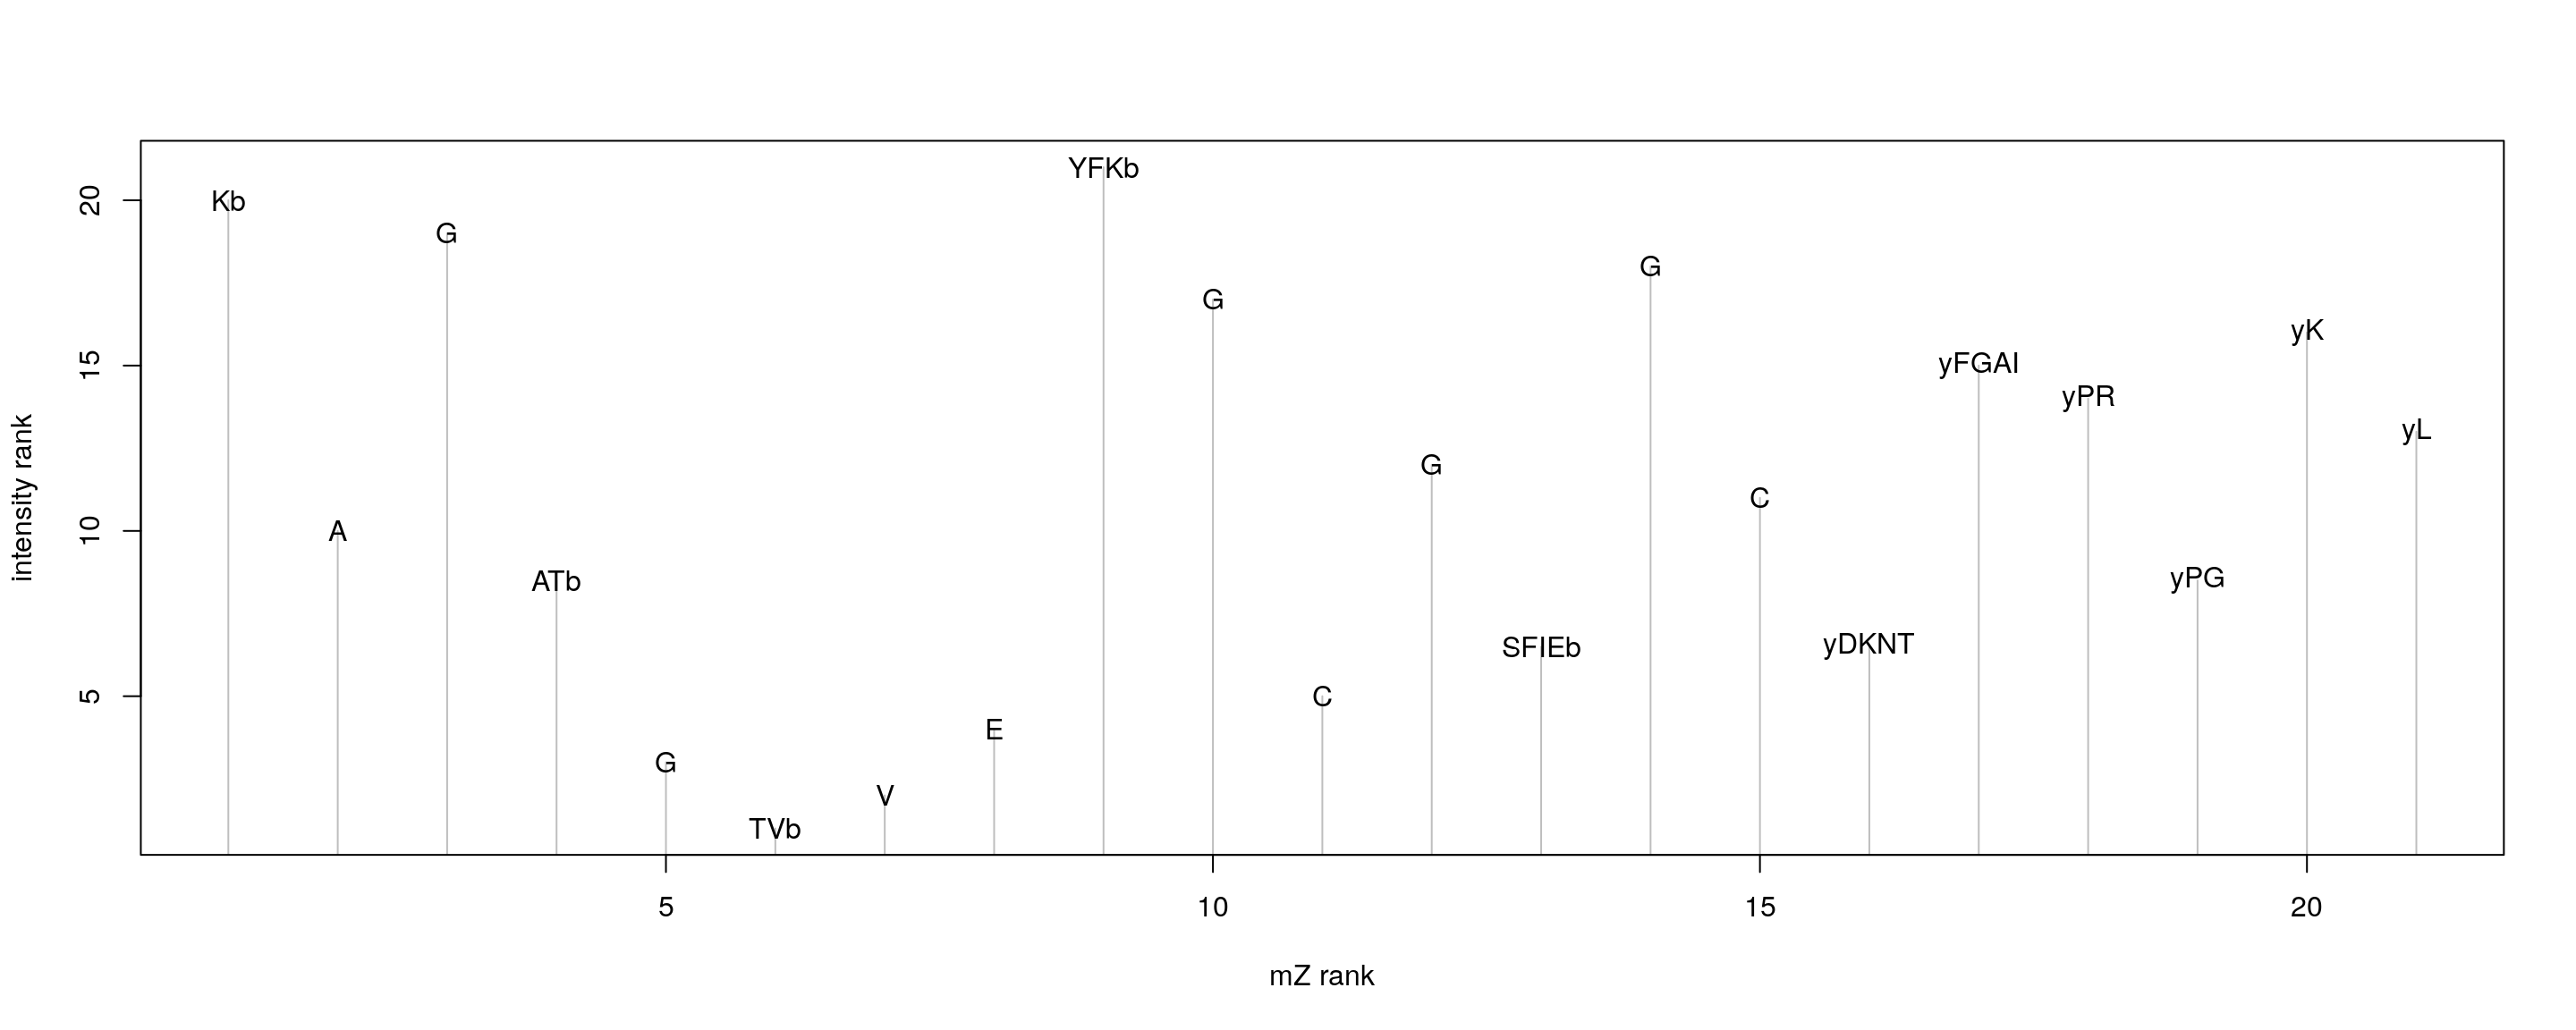 YFKb
Kb
G
G
G
yK
yFGAI
yPR
yL
G
C
A
ATb
yPG
SFIEb
yDKNT
C
E
G
V
TVb
20
15
10
5
intensity rank
5
10
15
20
mZ rank